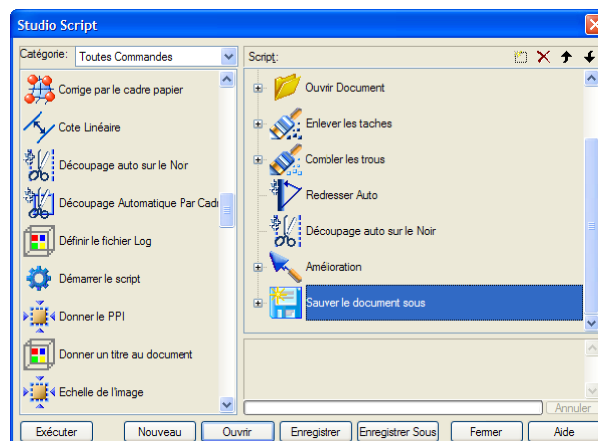 Studio Script
Catégorie:
Toutes Commandes
Corrige par le cadre papier
Cote Linéaire
Découpage auto sur le Nor
Découpage Automatique Par Cadr
Définir le fichier Log
Démarrer le script
Donner le PPI
Donner un titre au document
Echelle de l'image
Script:
Ouvrir Document
Enlever les taches
Combler les trous
Redresser Auto
Découpage auto sur le Noir
Amélioration
Sauver le document sous
Annuler
Exécuter
Nouveau
Ouvrir
Enregistrer
Enregistrer Sous
Fermer
Aide